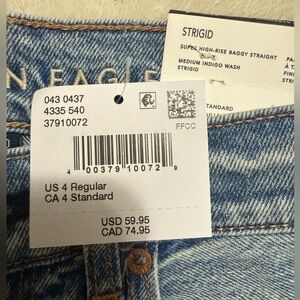 STRIGID
SUPER HIGH-RISE BAGGY STRAIGHT
MEDIUM INDIGO WASH
STRIGID
STANDARD
N EAGLE
043 0437
4335 540
37910072
FFCC
4 00379 10072 9
US 4 Regular
CA 4 Standard
USD 59.95
CAD 74.95